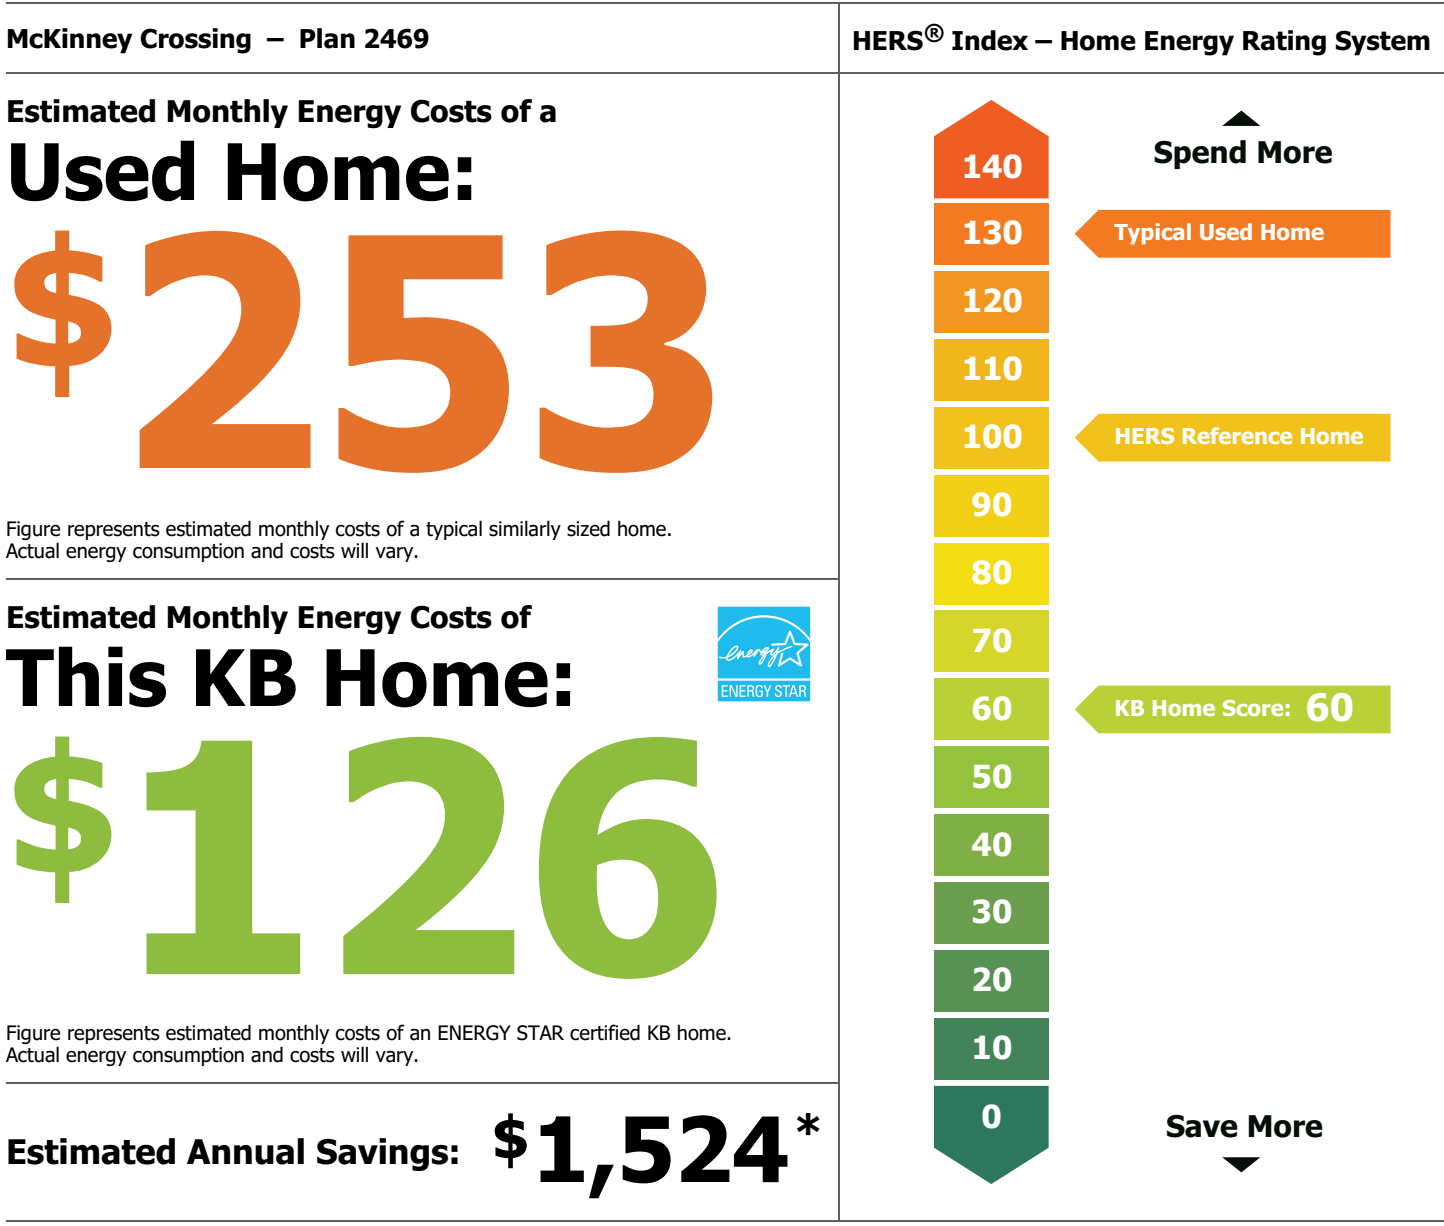 McKinney Crossing – Plan 2469
Estimated Monthly Energy Costs of a
Used Home:
$253
Figure represents estimated monthly costs of a typical similarly sized home.
Actual energy consumption and costs will vary.
Estimated Monthly Energy Costs of
This KB Home:
energy
ENERGY STAR
$126
Figure represents estimated monthly costs of an ENERGY STAR certified KB home.
Actual energy consumption and costs will vary.
Estimated Annual Savings: $1,524*
HERS® Index – Home Energy Rating System
Spend More
140
130 Typical Used Home
120
110
100 HERS Reference Home
90
80
70
60 KB Home Score: 60
50
40
30
20
10
0
Save More